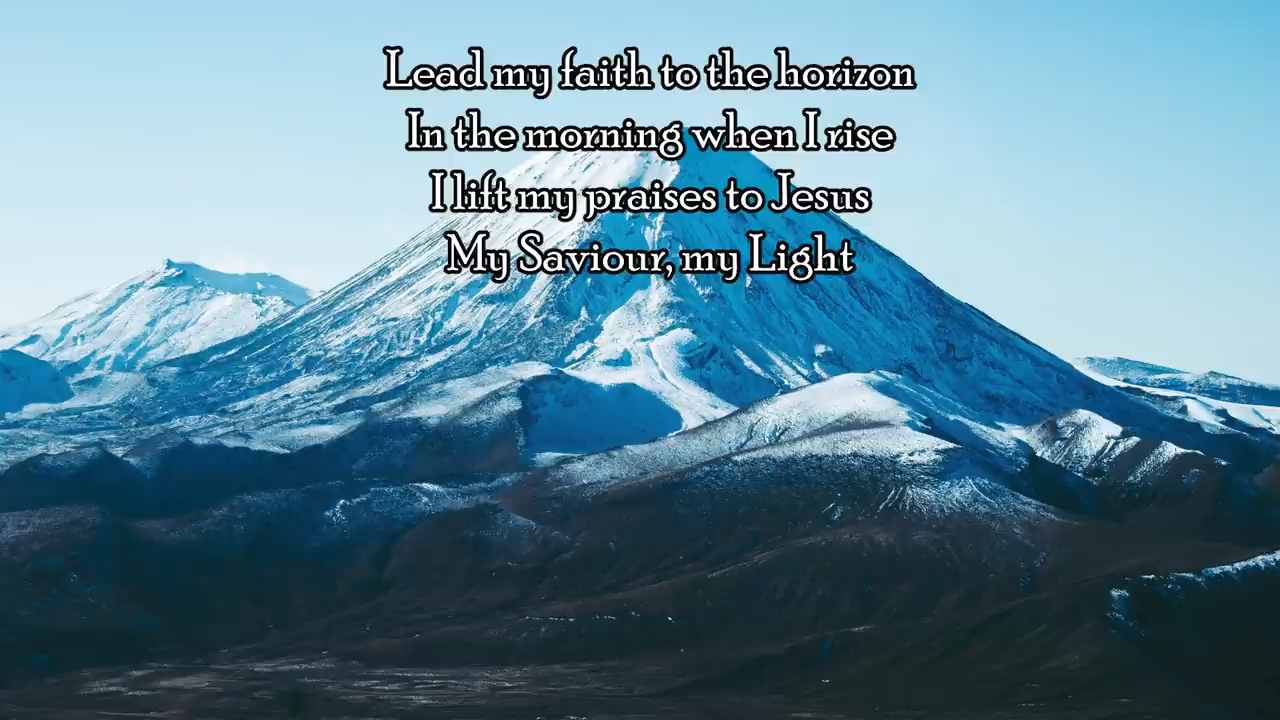 Lead my faith to the horizon
In the morning when I rise
I lift my praises to Jesus
My Saviour, my Light